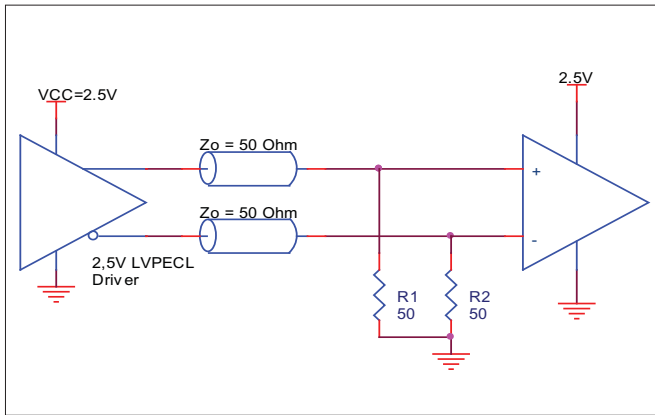 VCC=2.5V
2.5V
Zo = 50 Ohm
+
Zo = 50 Ohm
-
2,5V LVPECL
Driver
R1
50
R2
50